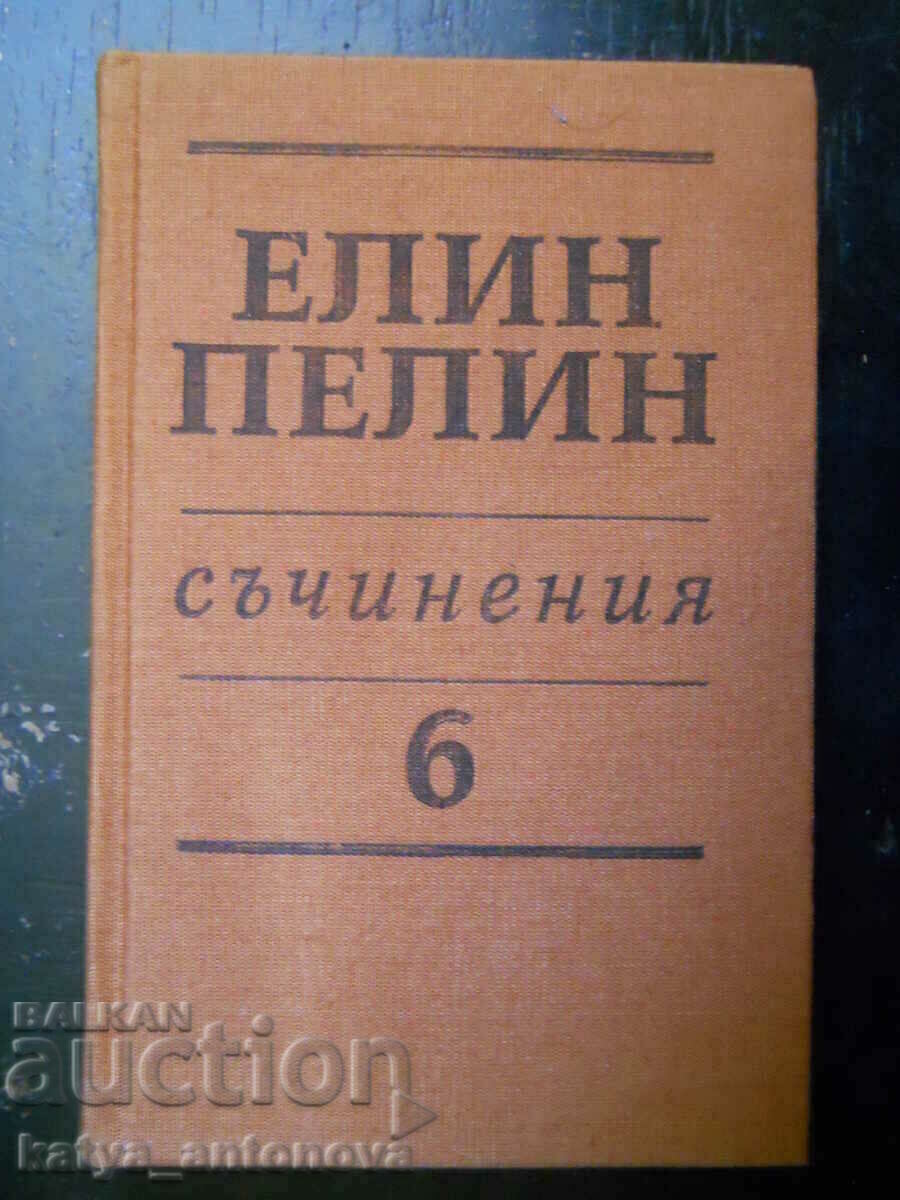 ЕЛИН
ПЕЛИН
съчинения
6
BALKAN
auction
katya_antonova